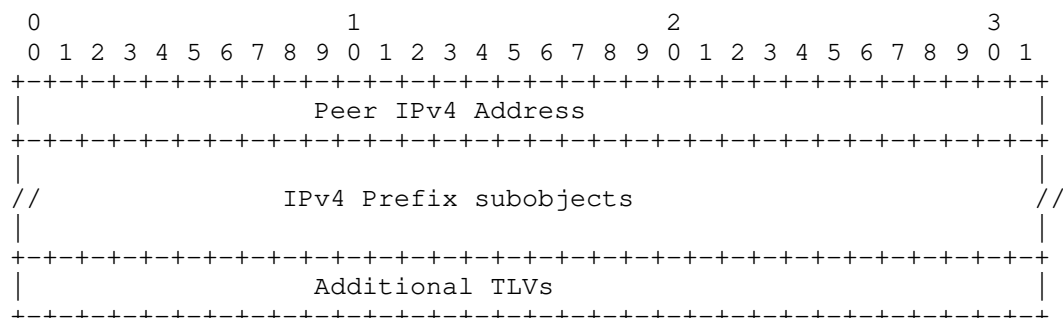 0                   1                   2                   3
 0 1 2 3 4 5 6 7 8 9 0 1 2 3 4 5 6 7 8 9 0 1 2 3 4 5 6 7 8 9 0 1
+-+-+-+-+-+-+-+-+-+-+-+-+-+-+-+-+-+-+-+-+-+-+-+-+-+-+-+-+-+-+-+-+
|                  Peer IPv4 Address                            |
+-+-+-+-+-+-+-+-+-+-+-+-+-+-+-+-+-+-+-+-+-+-+-+-+-+-+-+-+-+-+-+-+
|                                                               |
//               IPv4 Prefix subobjects                         //
|                                                               |
+-+-+-+-+-+-+-+-+-+-+-+-+-+-+-+-+-+-+-+-+-+-+-+-+-+-+-+-+-+-+-+-+
|                  Additional TLVs                              |
+-+-+-+-+-+-+-+-+-+-+-+-+-+-+-+-+-+-+-+-+-+-+-+-+-+-+-+-+-+-+-+-+